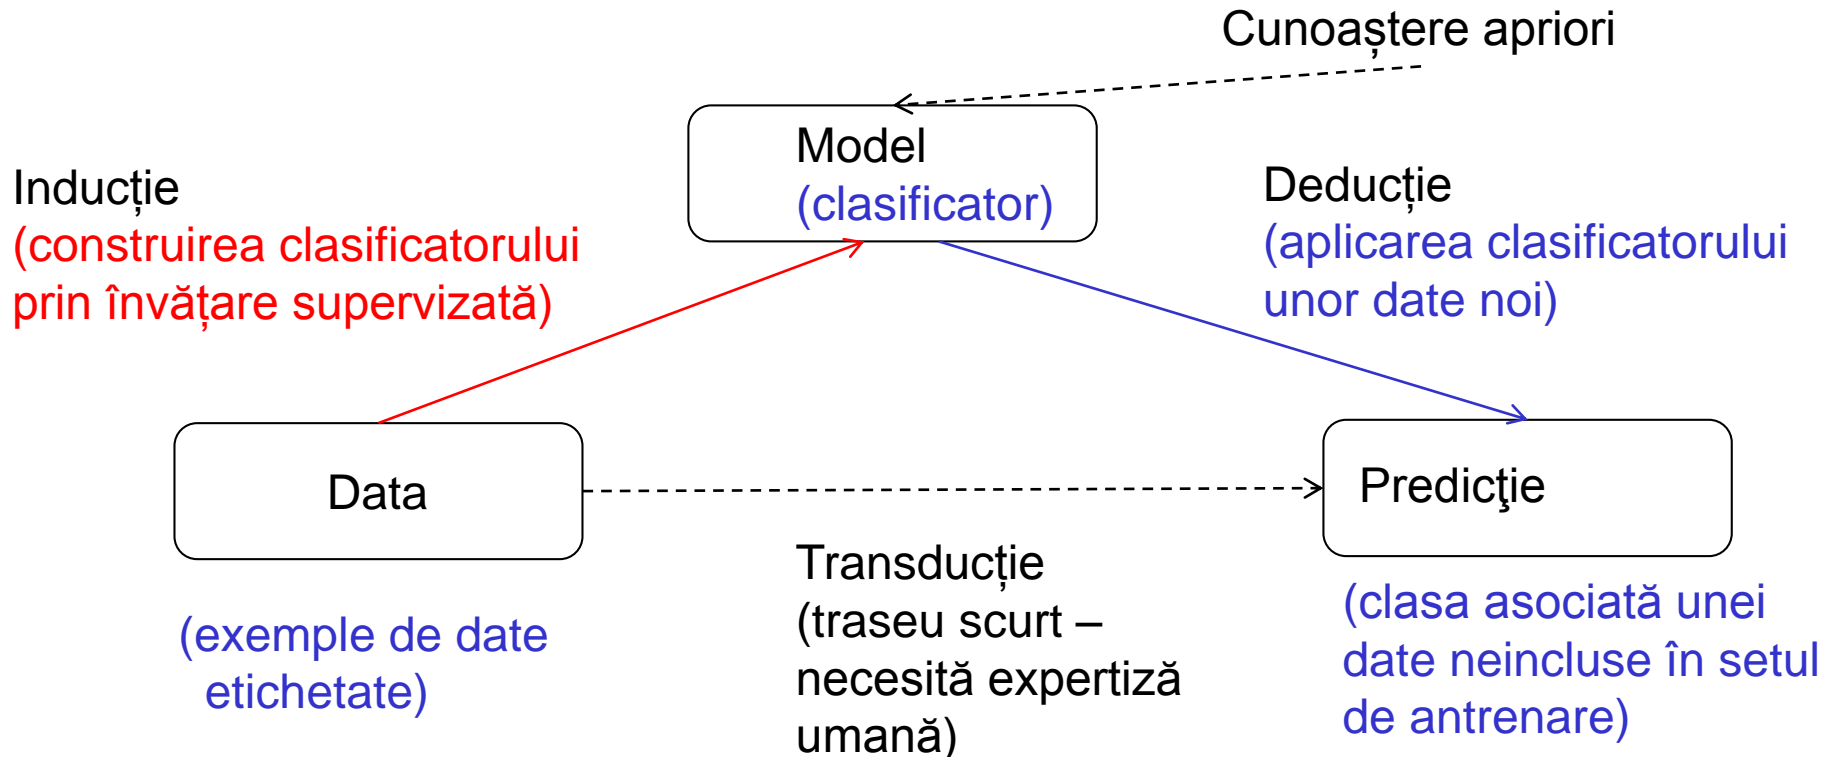 Cunoaștere apriori
Model
(clasificator)
Inducție
(construirea clasificatorului
prin învățare supervizată)
Deducție
(aplicarea clasificatorului
unor date noi)
Data
Predicţie
(exemple de date
etichetate)
Transducție
(traseu scurt –
necesită expertiză
umană)
(clasa asociată unei
date neincluse în setul
de antrenare)